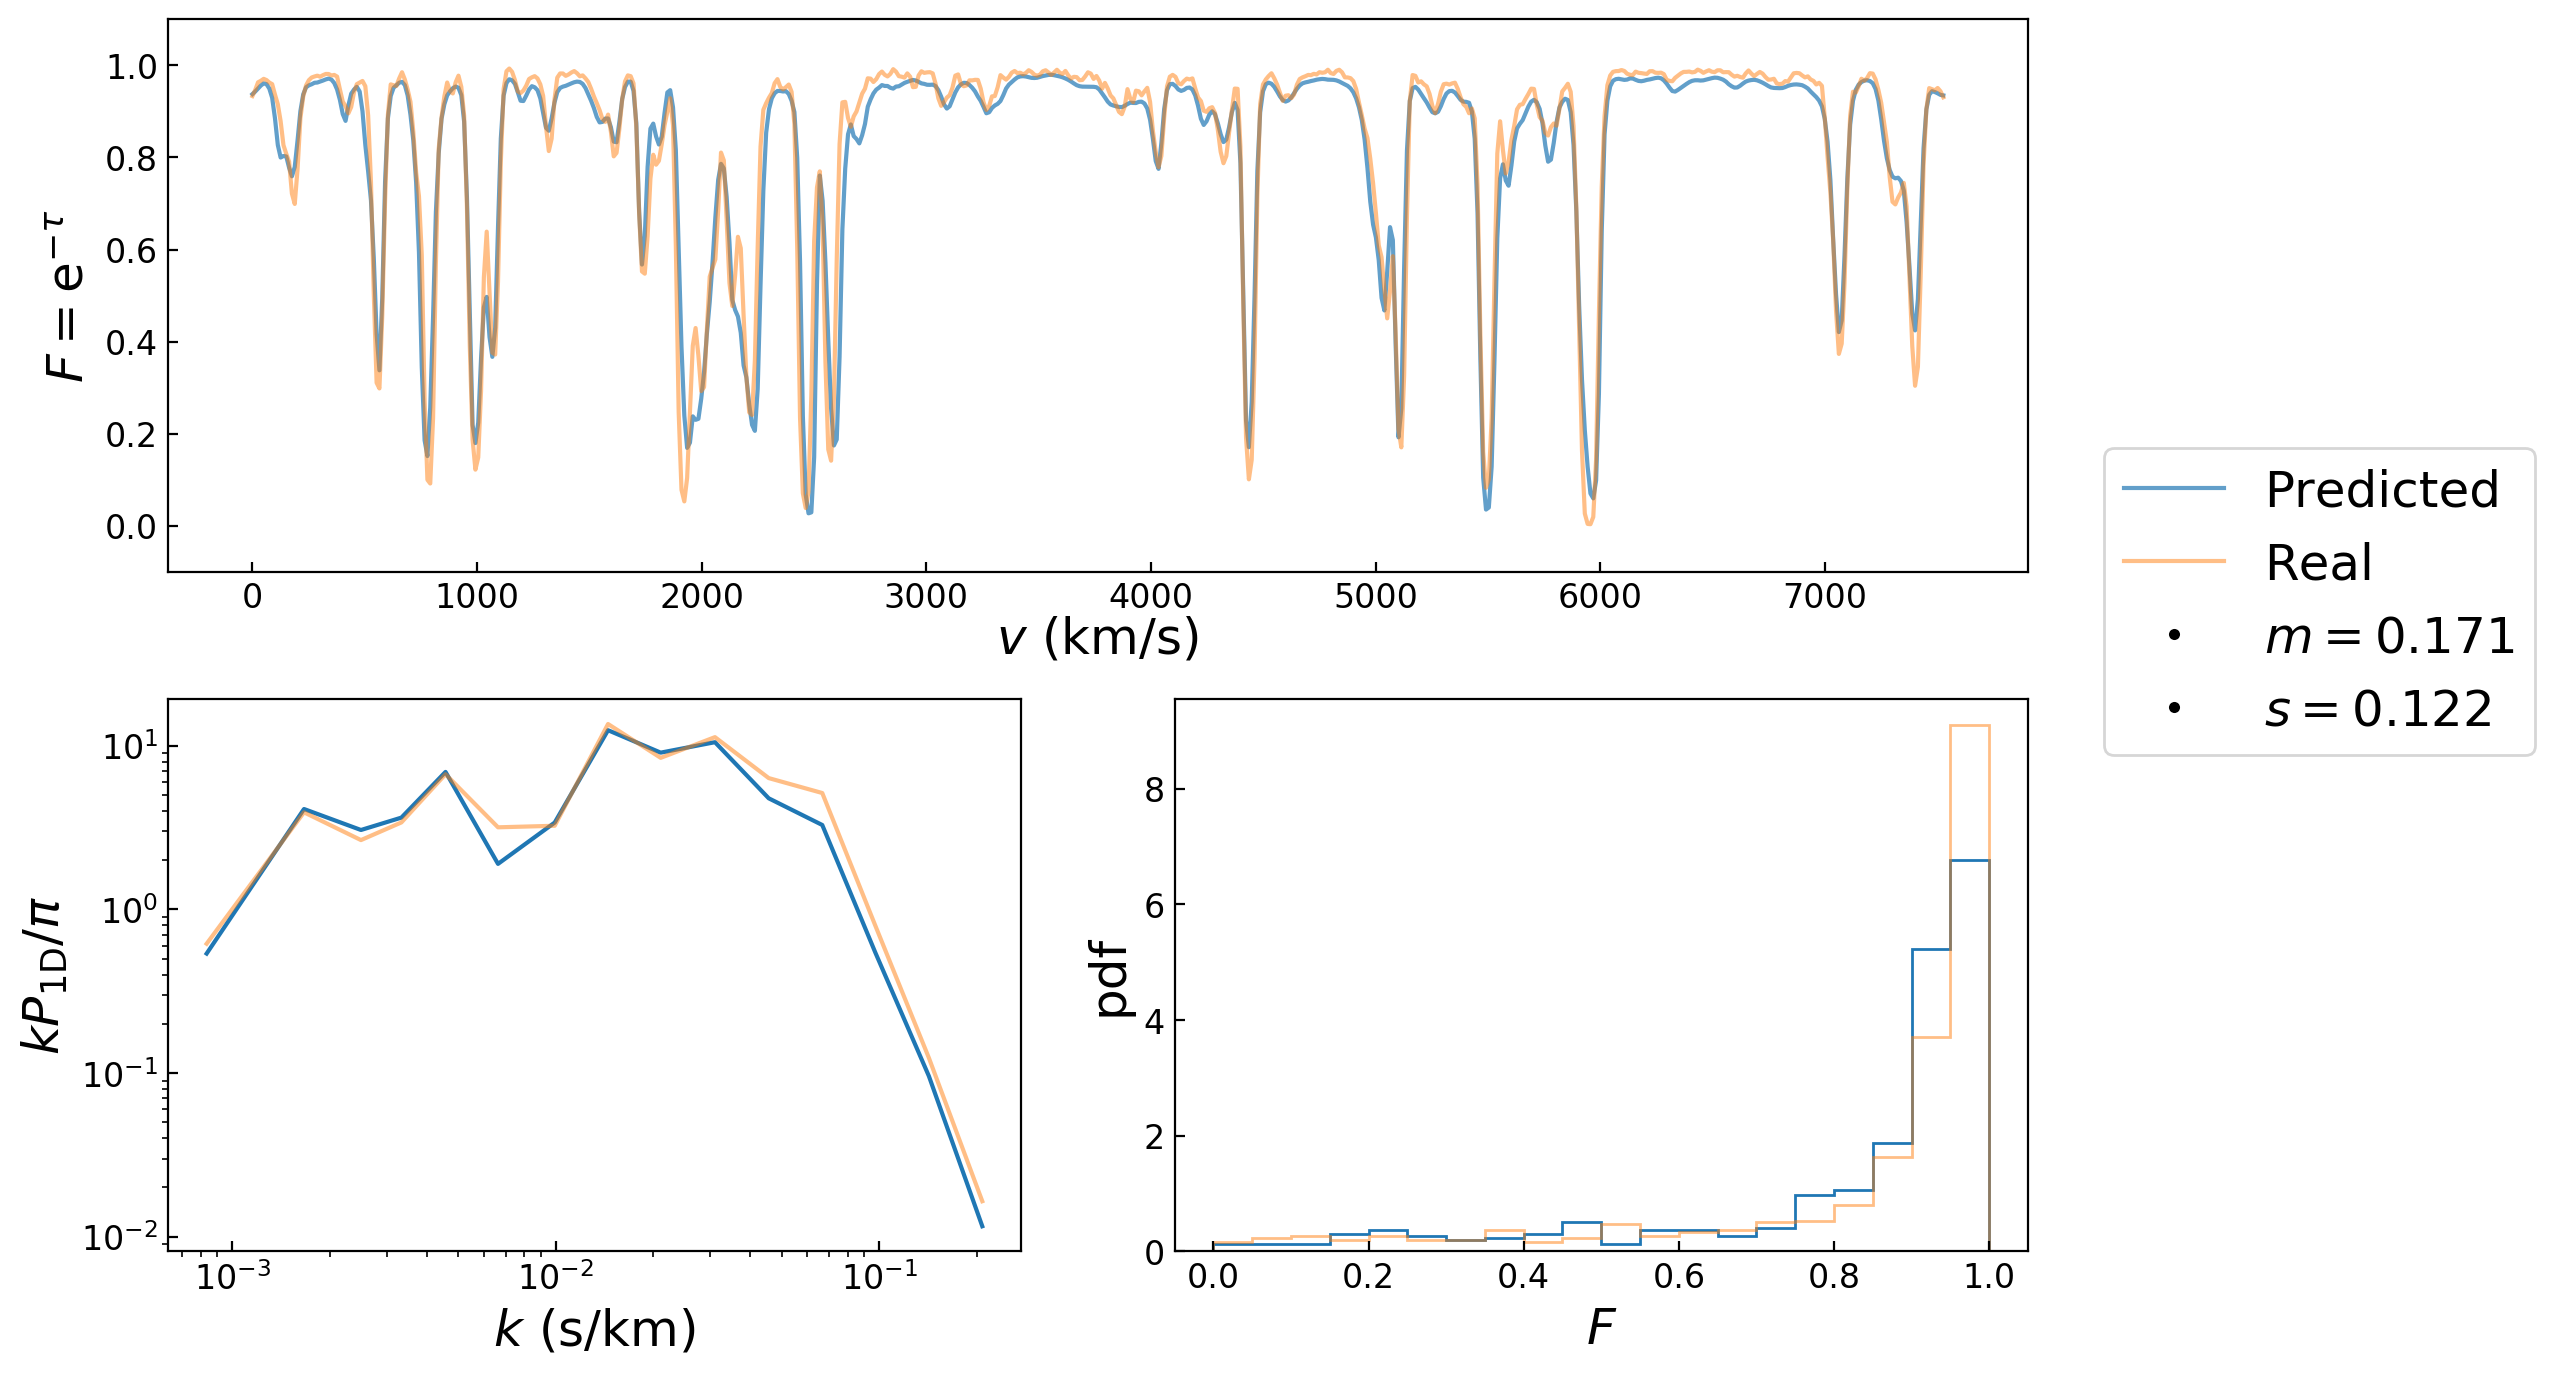 1.0
0.8
0.6
0.4
0.2
0.0
F = e^{−τ}
0 1000 2000 3000 4000 5000 6000 7000
v (km/s)
Predicted
Real
m = 0.171
s = 0.122
10^1
10^0
10^{−1}
10^{−2}
kP_{1D}/π
10^{−3} 10^{−2} 10^{−1}
k (s/km)
8
6
4
2
0
pdf
0.0 0.2 0.4 0.6 0.8 1.0
F